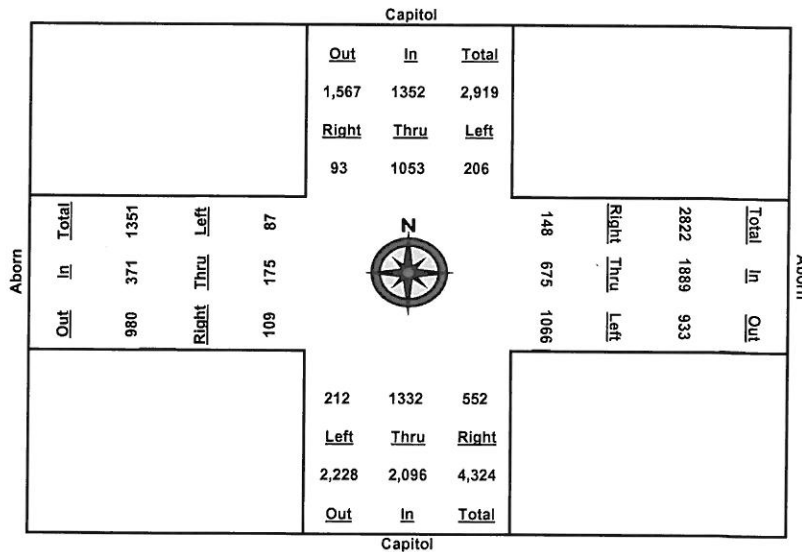 Capitol
Out In Total
1,567 1352 2,919
Right Thru Left
93 1053 206
Aborn
Total In Out
1351 371 980
Left Thru Right
87 175 109
N
148 675 1066
Right Thru Left
2822 1889 933
Total In Out
Aborn
212 1332 552
Left Thru Right
2,228 2,096 4,324
Out In Total
Capitol